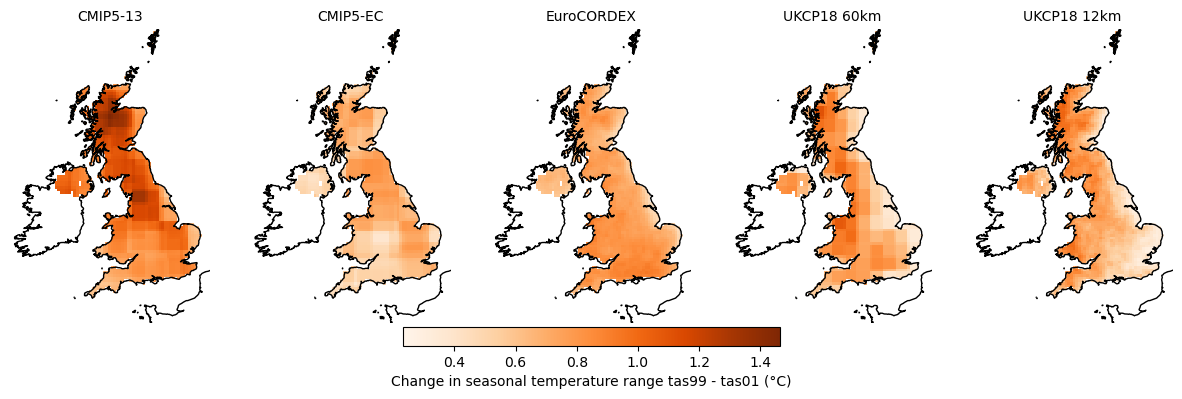 CMIP5-13 CMIP5-EC EuroCORDEX UKCP18 60km UKCP18 12km
0.4 0.6 0.8 1.0 1.2 1.4
Change in seasonal temperature range tas99 - tas01 (°C)